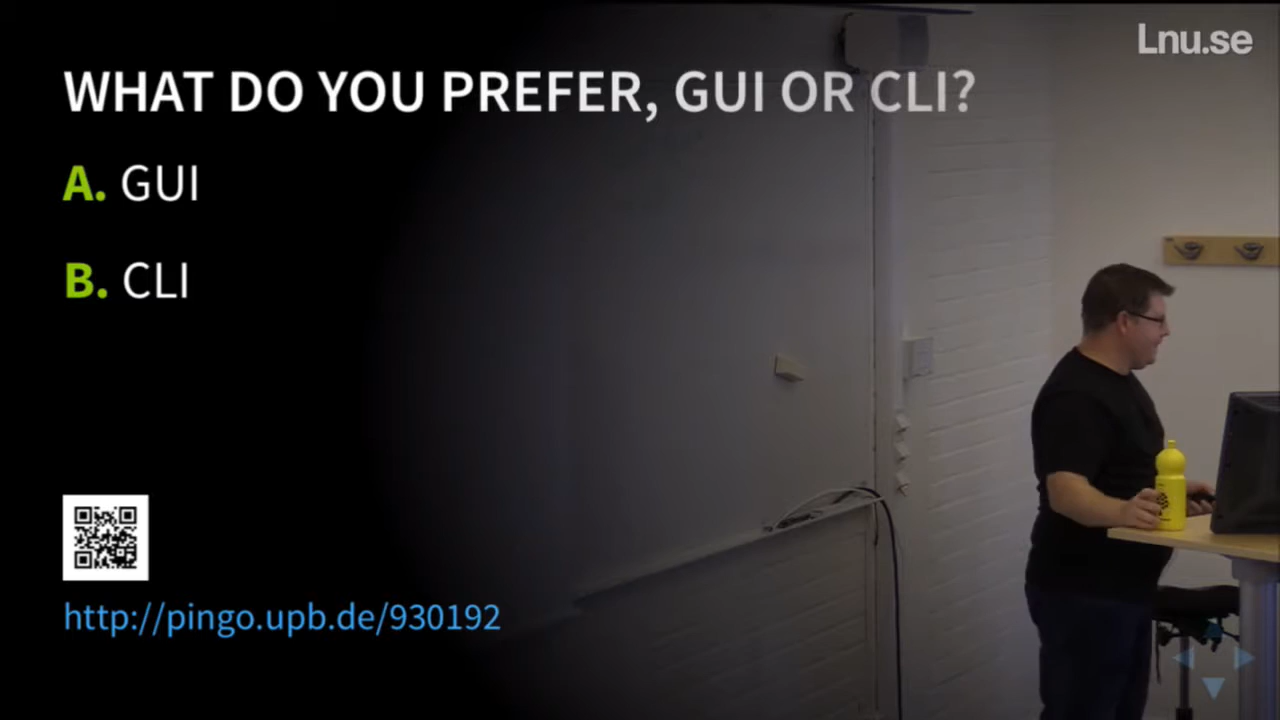 Lnu.se
WHAT DO YOU PREFER, GUI OR CLI?
A. GUI
B. CLI
http://pingo.upb.de/930192